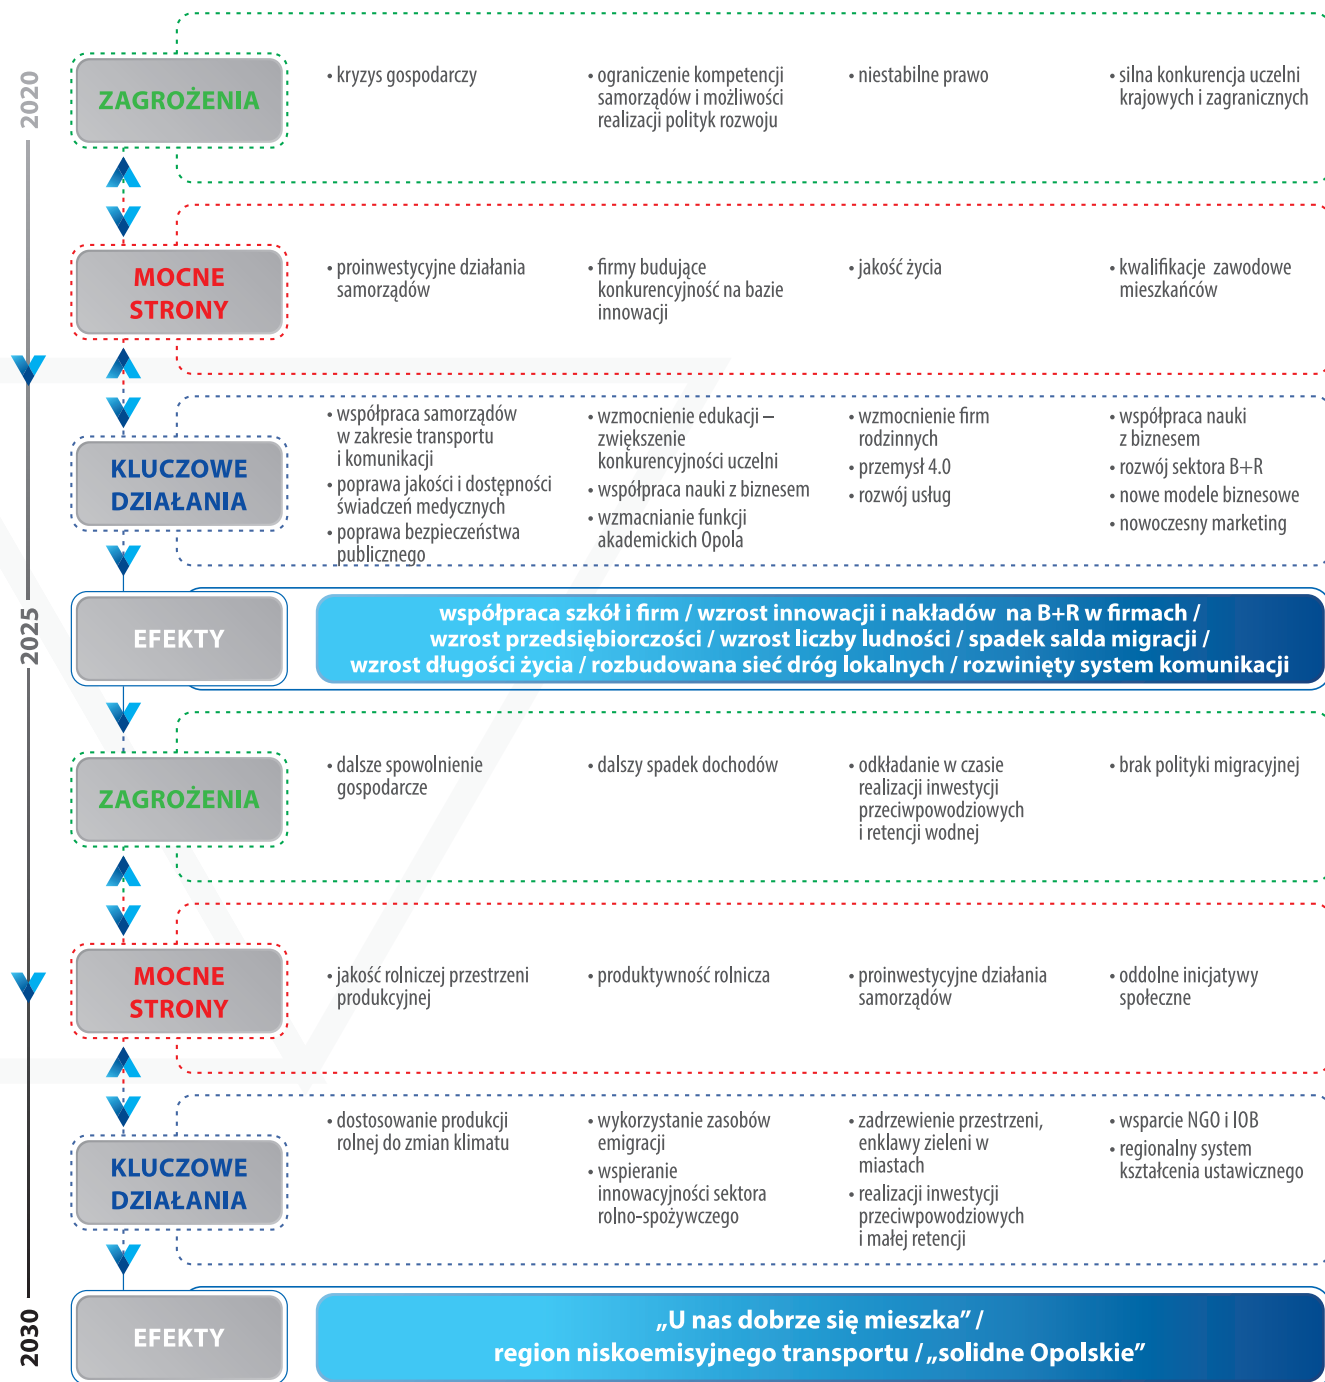 2020
ZAGROŻENIA
• kryzys gospodarczy
• ograniczenie kompetencji
samorządów i możliwości
realizacji polityk rozwoju
• niestabilne prawo
• silna konkurencja uczelni
krajowych i zagranicznych
MOCNE
STRONY
• proinwestycyjne działania
samorządów
• firmy budujące
konkurencyjność na bazie
innowacji
• jakość życia
• kwalifikacje zawodowe
mieszkańców
KLUCZOWE
DZIAŁANIA
• współpraca samorządów
w zakresie transportu
i komunikacji
• poprawa jakości i dostępności
świadczeń medycznych
• poprawa bezpieczeństwa
publicznego
• wzmocnienie edukacji –
zwiększenie
konkurencyjności uczelni
• współpraca nauki z biznesem
• wzmacnianie funkcji
akademickich Opola
• wzmocnienie firm
rodzinnych
• przemysł 4.0
• rozwój usług
• współpraca nauki
z biznesem
• rozwój sektora B+R
• nowe modele biznesowe
• nowoczesny marketing
2025
EFEKTY
współpraca szkół i firm / wzrost innowacji i nakładów na B+R w firmach /
wzrost przedsiębiorczości / wzrost liczby ludności / spadek salda migracji /
wzrost długości życia / rozbudowana sieć dróg lokalnych / rozwinięty system komunikacji
ZAGROŻENIA
• dalsze spowolnienie
gospodarcze
• dalszy spadek dochodów
• odkładanie w czasie
realizacji inwestycji
przeciwpowodziowych
i retencji wodnej
• brak polityki migracyjnej
MOCNE
STRONY
• jakość rolniczej przestrzeni
produkcyjnej
• produktywność rolnicza
• proinwestycyjne działania
samorządów
• oddolne inicjatywy
społeczne
KLUCZOWE
DZIAŁANIA
• dostosowanie produkcji
rolnej do zmian klimatu
• wykorzystanie zasobów
emigracji
• wspieranie
innowacyjności sektora
rolno-spożywczego
• zadrzewienie przestrzeni,
enklawy zieleni w
miastach
• realizacji inwestycji
przeciwpowodziowych
i małej retencji
• wsparcie NGO i IOB
• regionalny system
kształcenia ustawicznego
2030
EFEKTY
„U nas dobrze się mieszka” /
region niskoemisyjnego transportu / „solidne Opolskie”